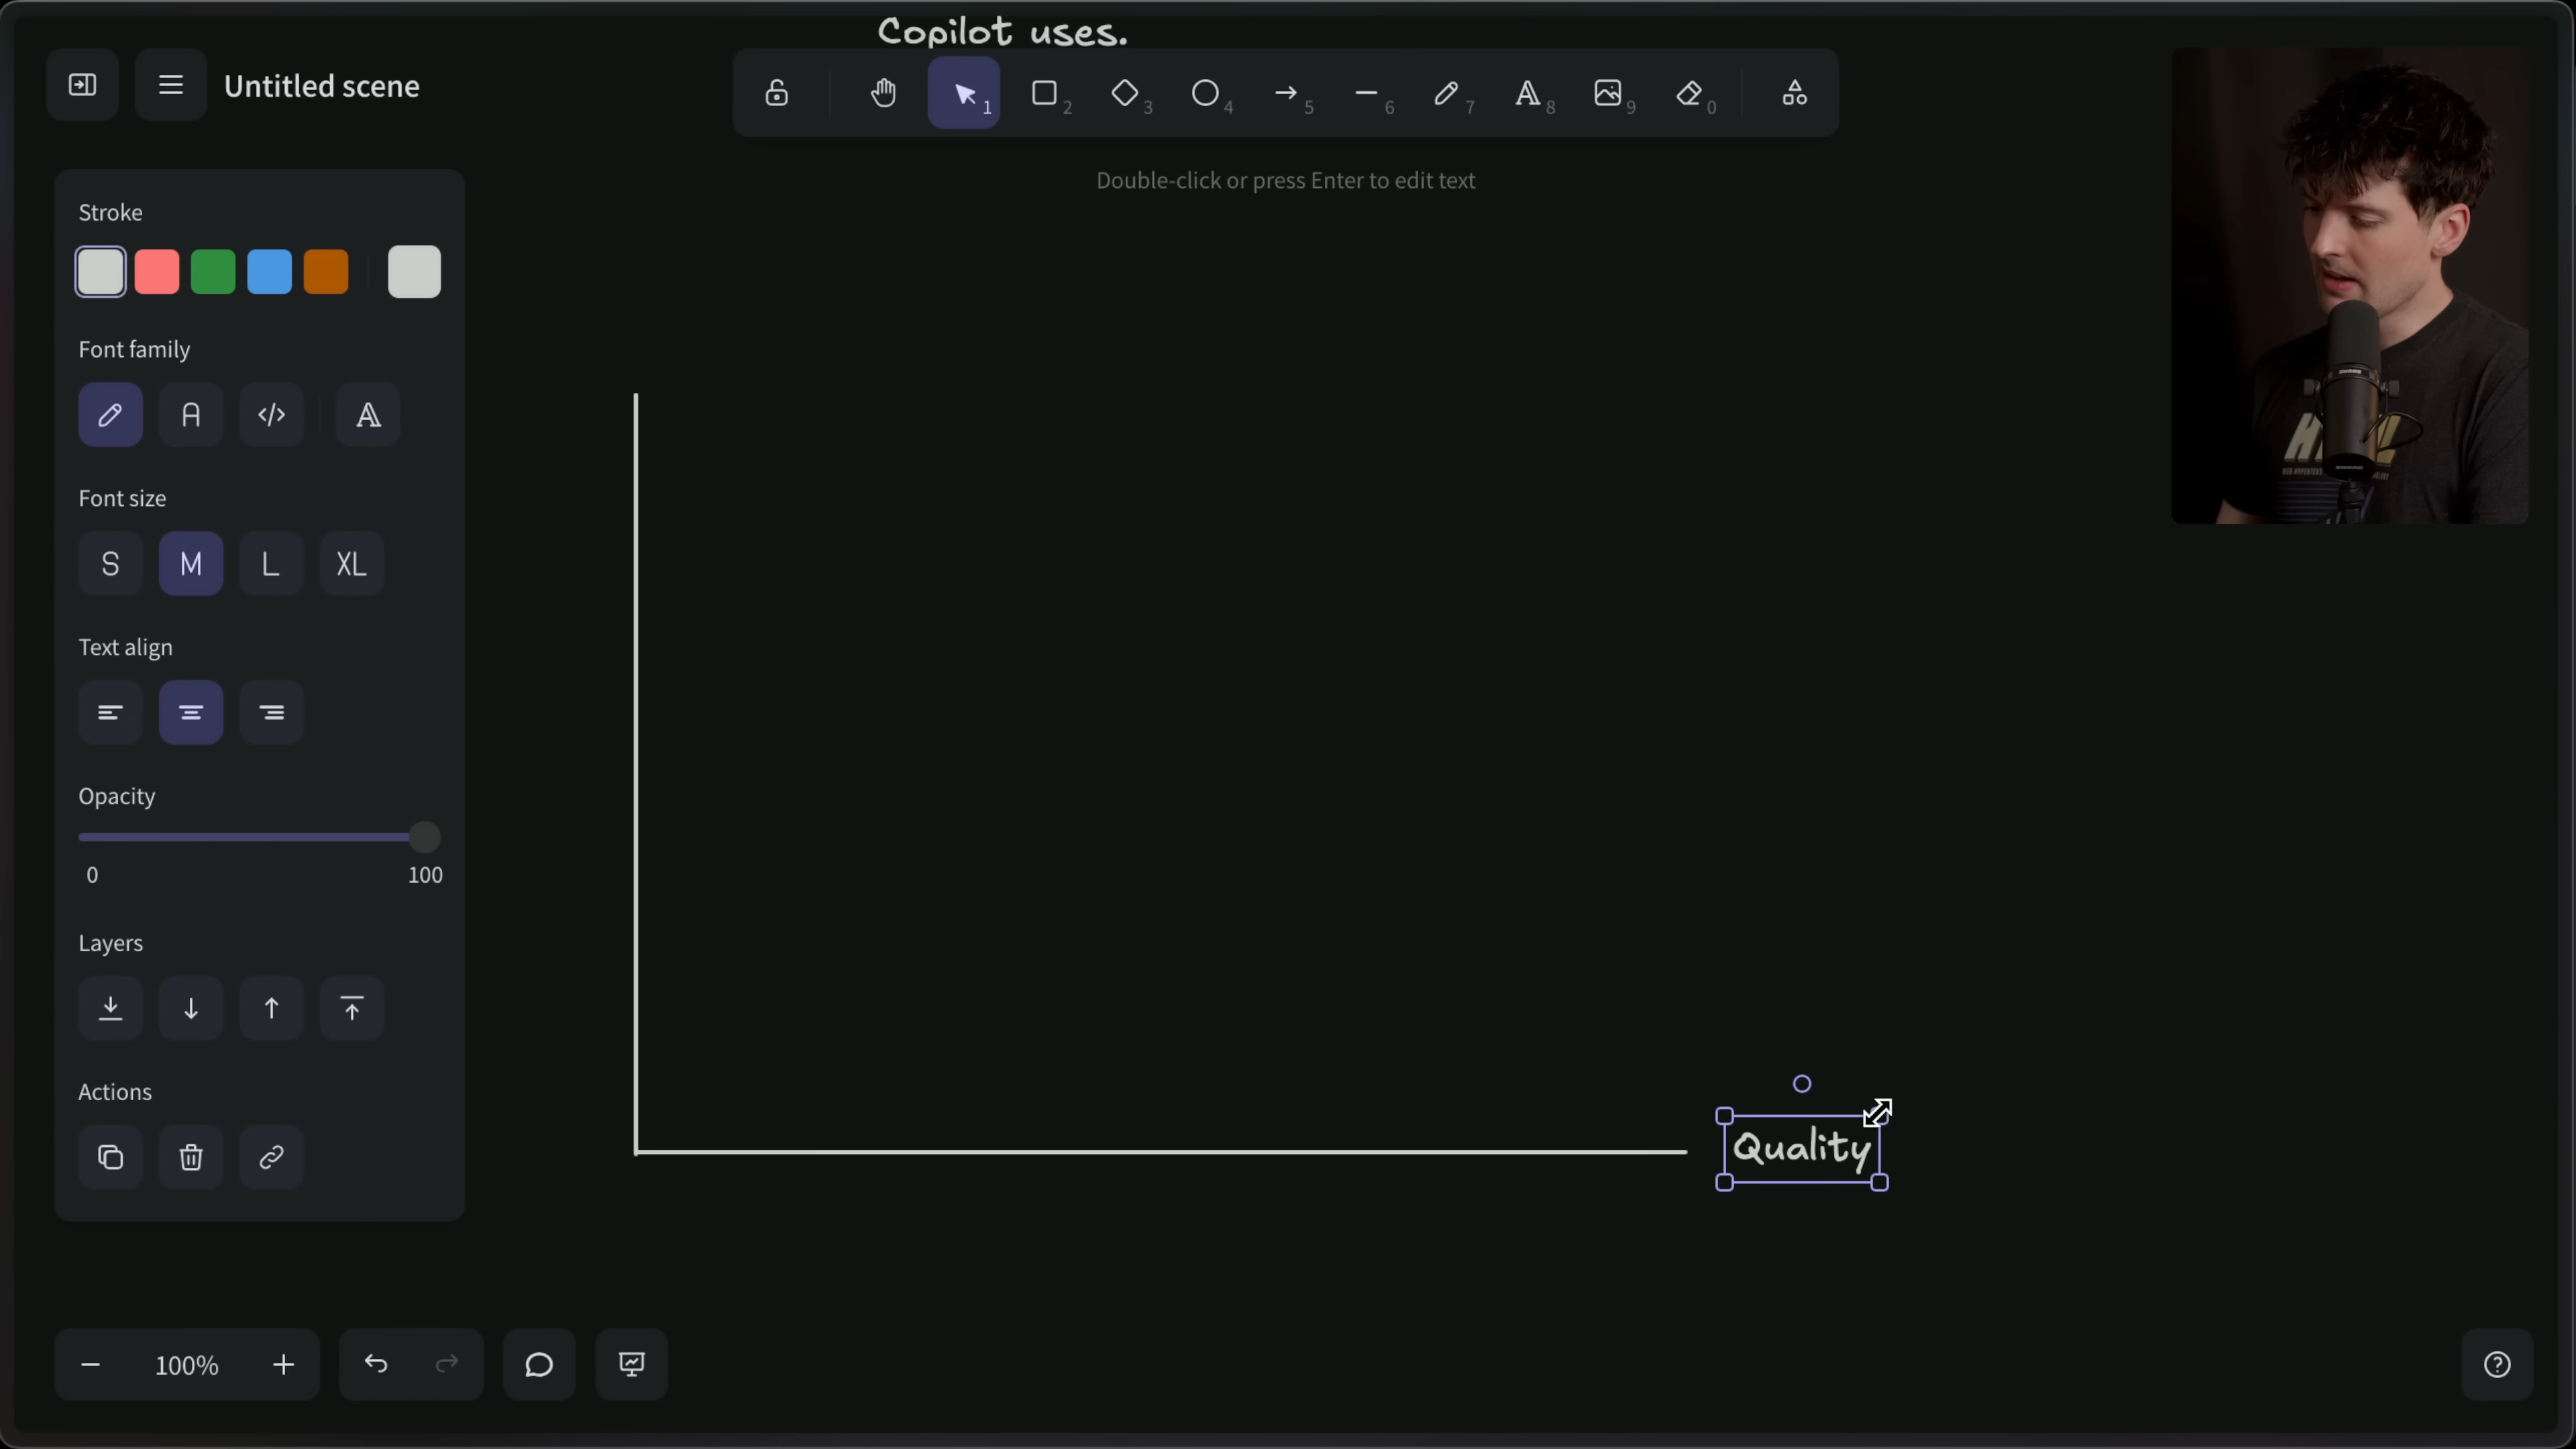 Copilot uses.
Untitled scene
1
2
3
4
5
6
7
8
9
0
Double-click or press Enter to edit text
Stroke
Font family
Font size
S M L XL
Text align
Opacity
0 100
Layers
Actions
Quality
100%